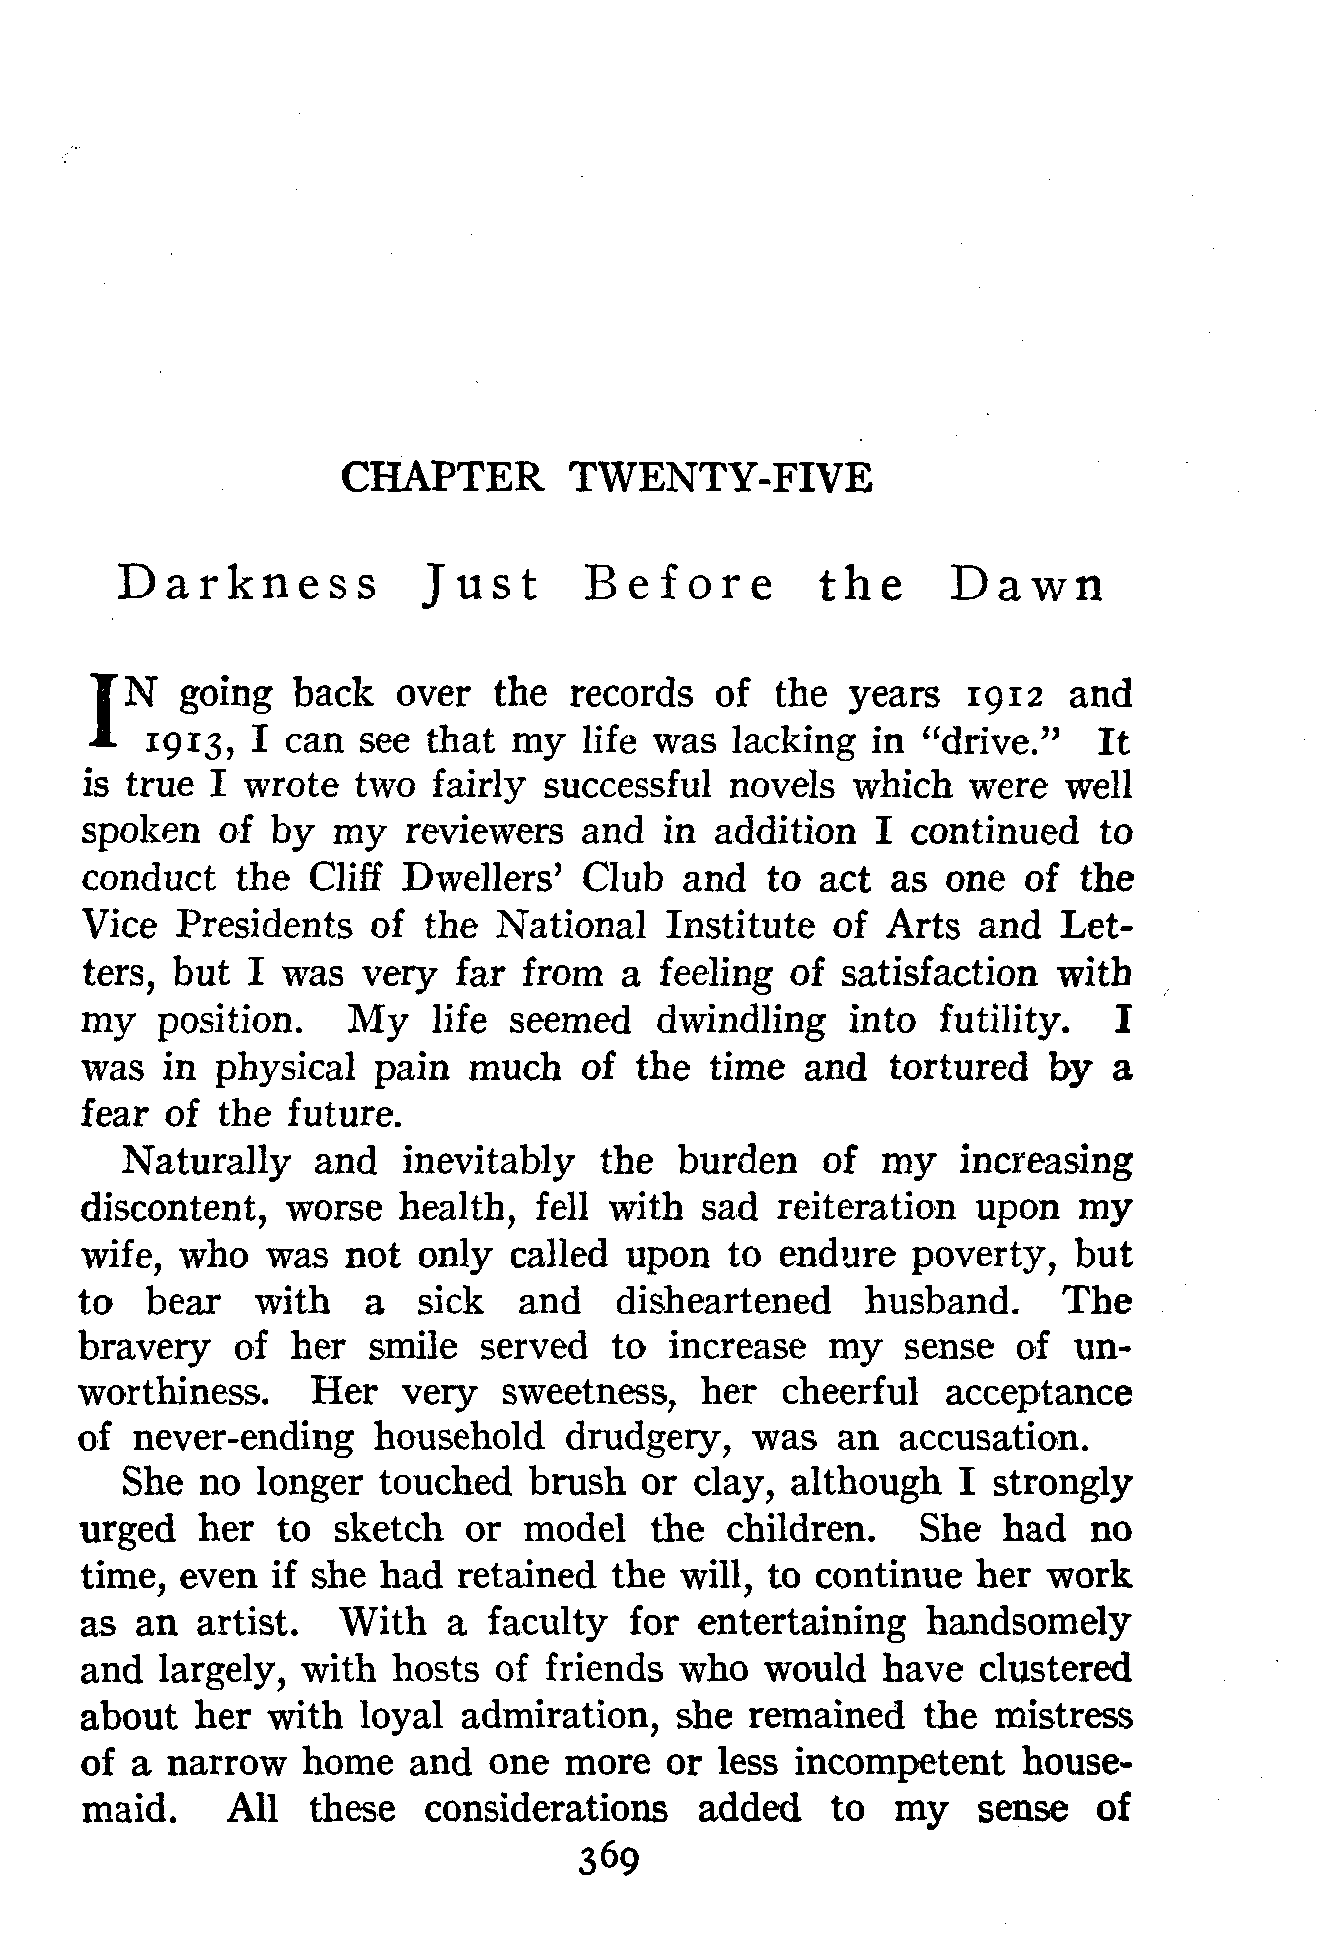 CHAPTER TWENTY-FIVE
Darkness Just Before the Dawn
IN going back over the records of the years 1912 and
1913, I can see that my life was lacking in “drive.” It
is true I wrote two fairly successful novels which were well
spoken of by my reviewers and in addition I continued to
conduct the Cliff Dwellers’ Club and to act as one of the
Vice Presidents of the National Institute of Arts and Let-
ters, but I was very far from a feeling of satisfaction with
my position. My life seemed dwindling into futility. I
was in physical pain much of the time and tortured by a
fear of the future.
Naturally and inevitably the burden of my increasing
discontent, worse health, fell with sad reiteration upon my
wife, who was not only called upon to endure poverty, but
to bear with a sick and disheartened husband. The
bravery of her smile served to increase my sense of un-
worthiness. Her very sweetness, her cheerful acceptance
of never-ending household drudgery, was an accusation.
She no longer touched brush or clay, although I strongly
urged her to sketch or model the children. She had no
time, even if she had retained the will, to continue her work
as an artist. With a faculty for entertaining handsomely
and largely, with hosts of friends who would have clustered
about her with loyal admiration, she remained the mistress
of a narrow home and one more or less incompetent house-
maid. All these considerations added to my sense of
369